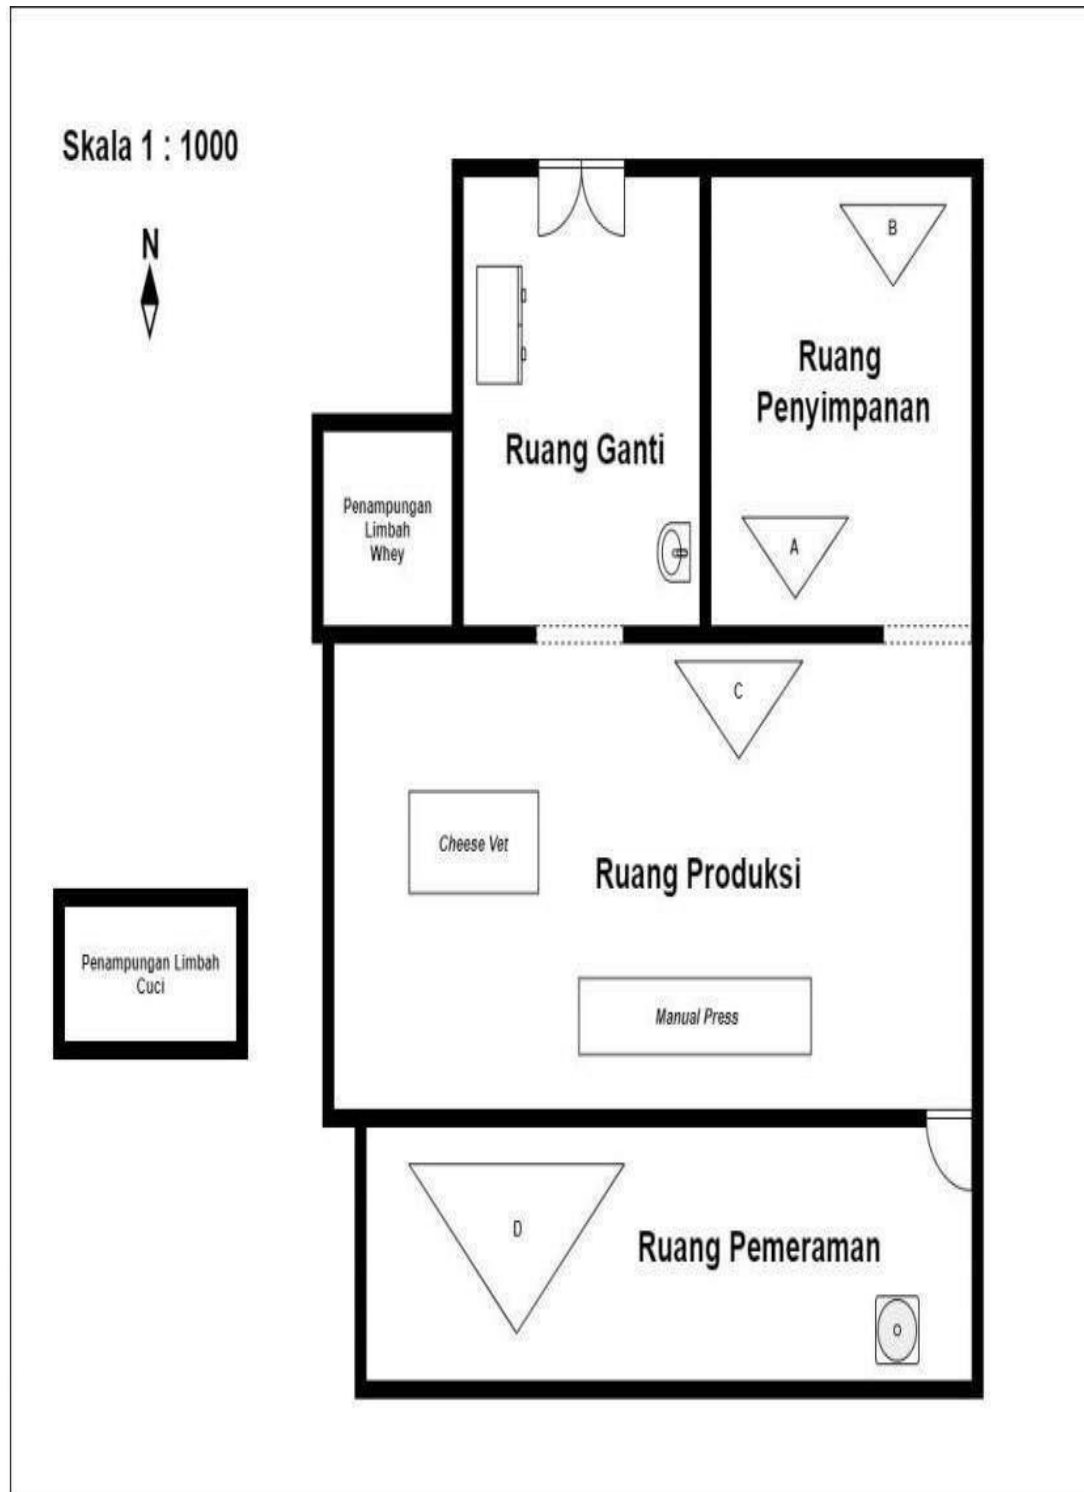 Skala 1 : 1000
N
B
Ruang
Penyimpanan
Ruang Ganti
Penampungan
Limbah
Whey
A
C
Cheese Vet
Ruang Produksi
Penampungan Limbah
Cuci
Manual Press
D
Ruang Pemeraman